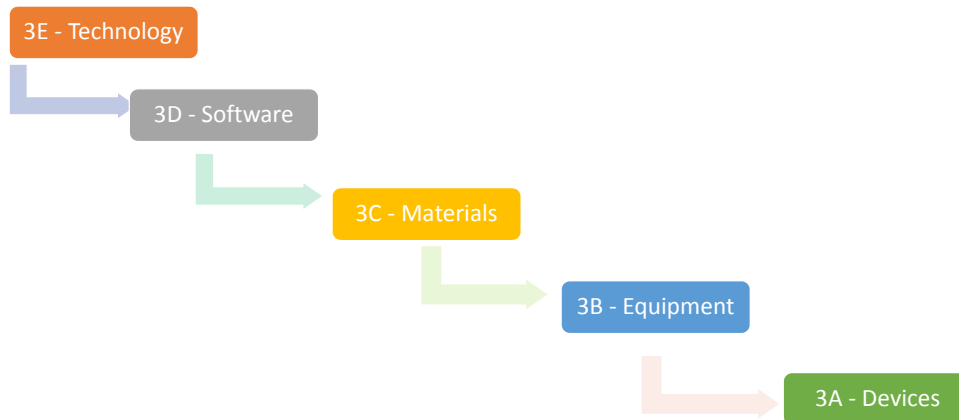 3E - Technology
3D - Software
3C - Materials
3B - Equipment
3A - Devices